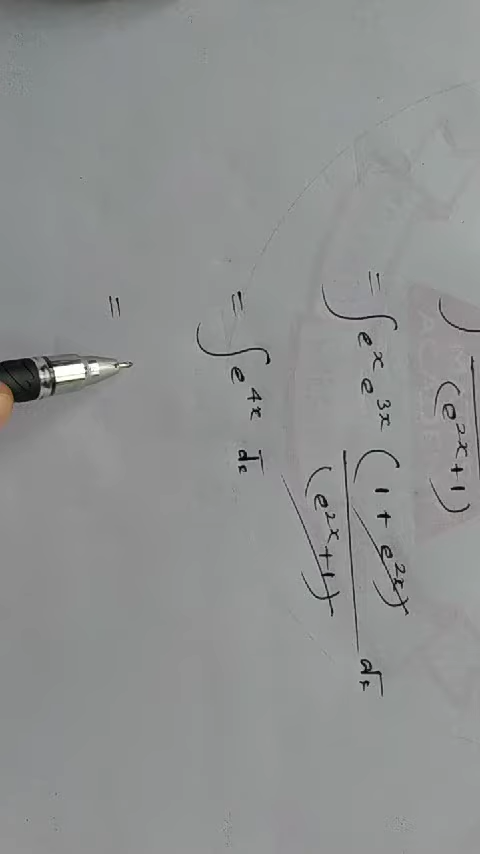 ∫ / (e^{2x}+1)
= ∫ e^x e^{3x} (1 + e^{2x}) / (e^{2x}+1) dx
= ∫ e^{4x} dx
=